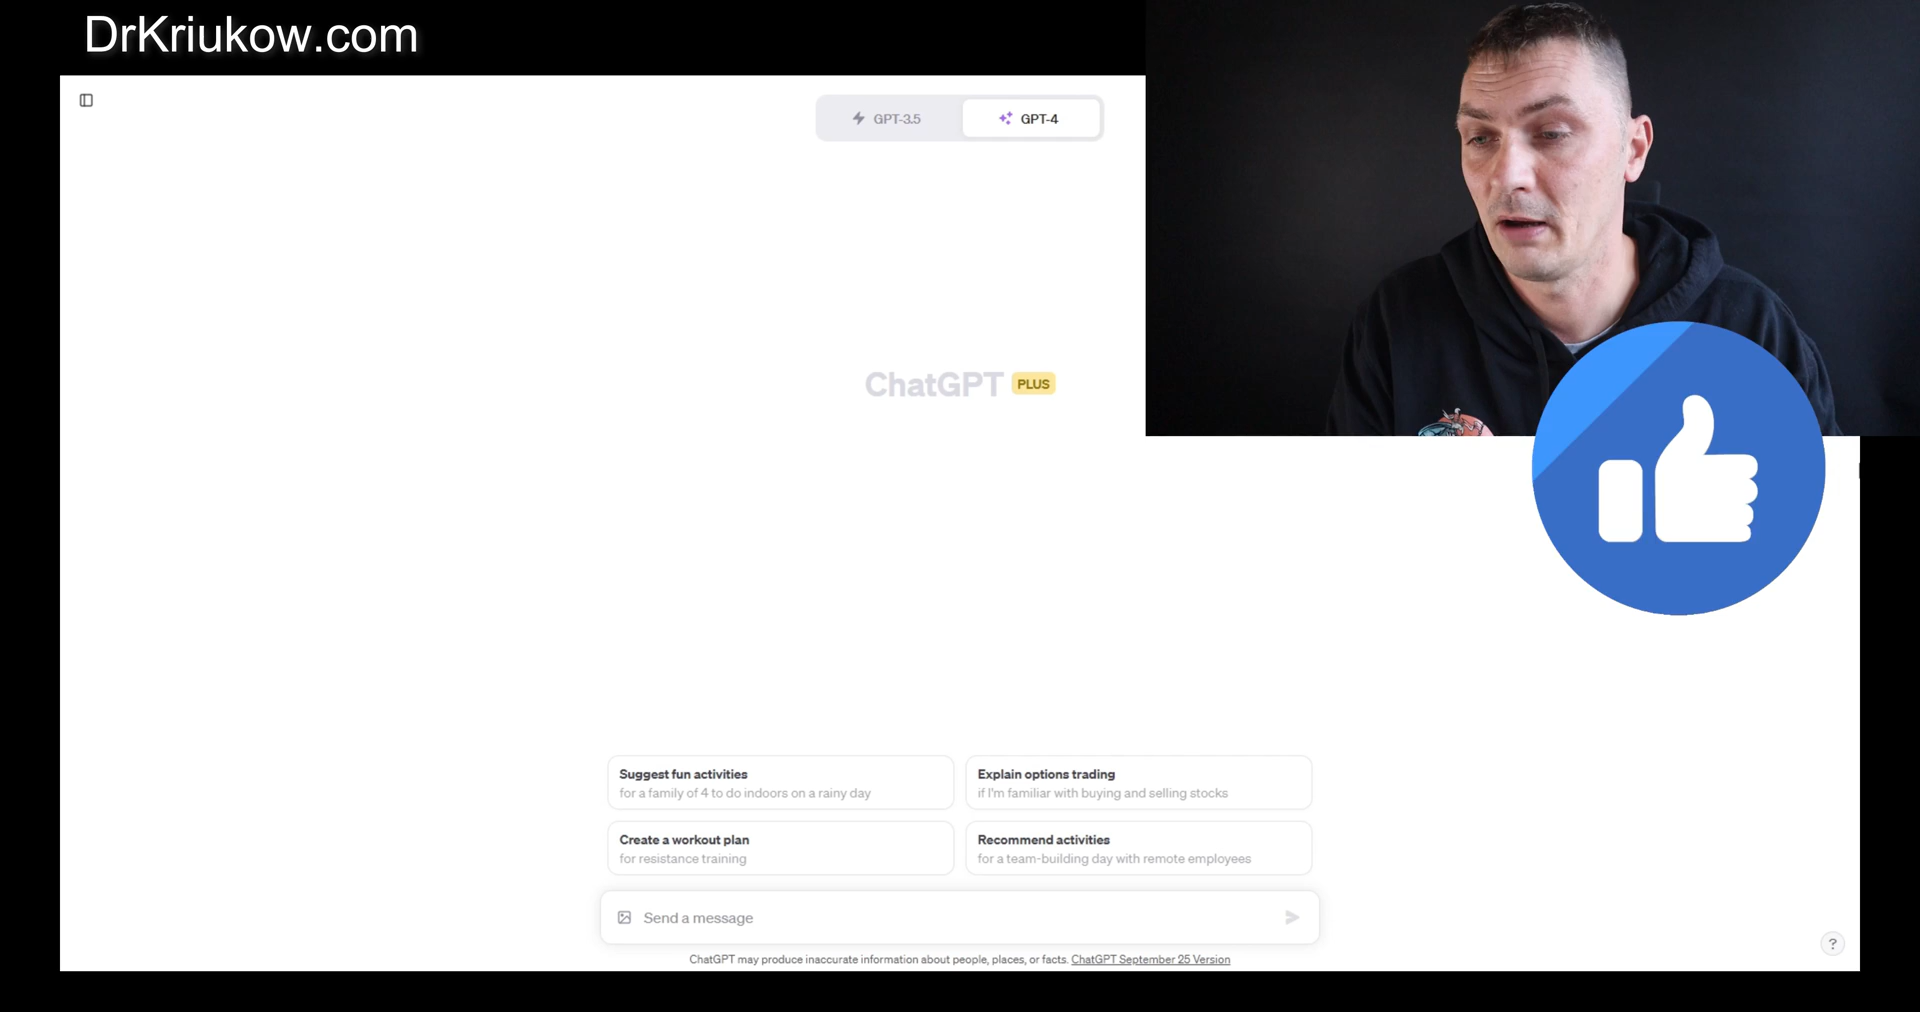 DrKriukow.com
GPT-3.5
GPT-4
ChatGPT PLUS
Suggest fun activities
for a family of 4 to do indoors on a rainy day
Explain options trading
if I'm familiar with buying and selling stocks
Create a workout plan
for resistance training
Recommend activities
for a team-building day with remote employees
Send a message
ChatGPT may produce inaccurate information about people, places, or facts. ChatGPT September 25 Version
?